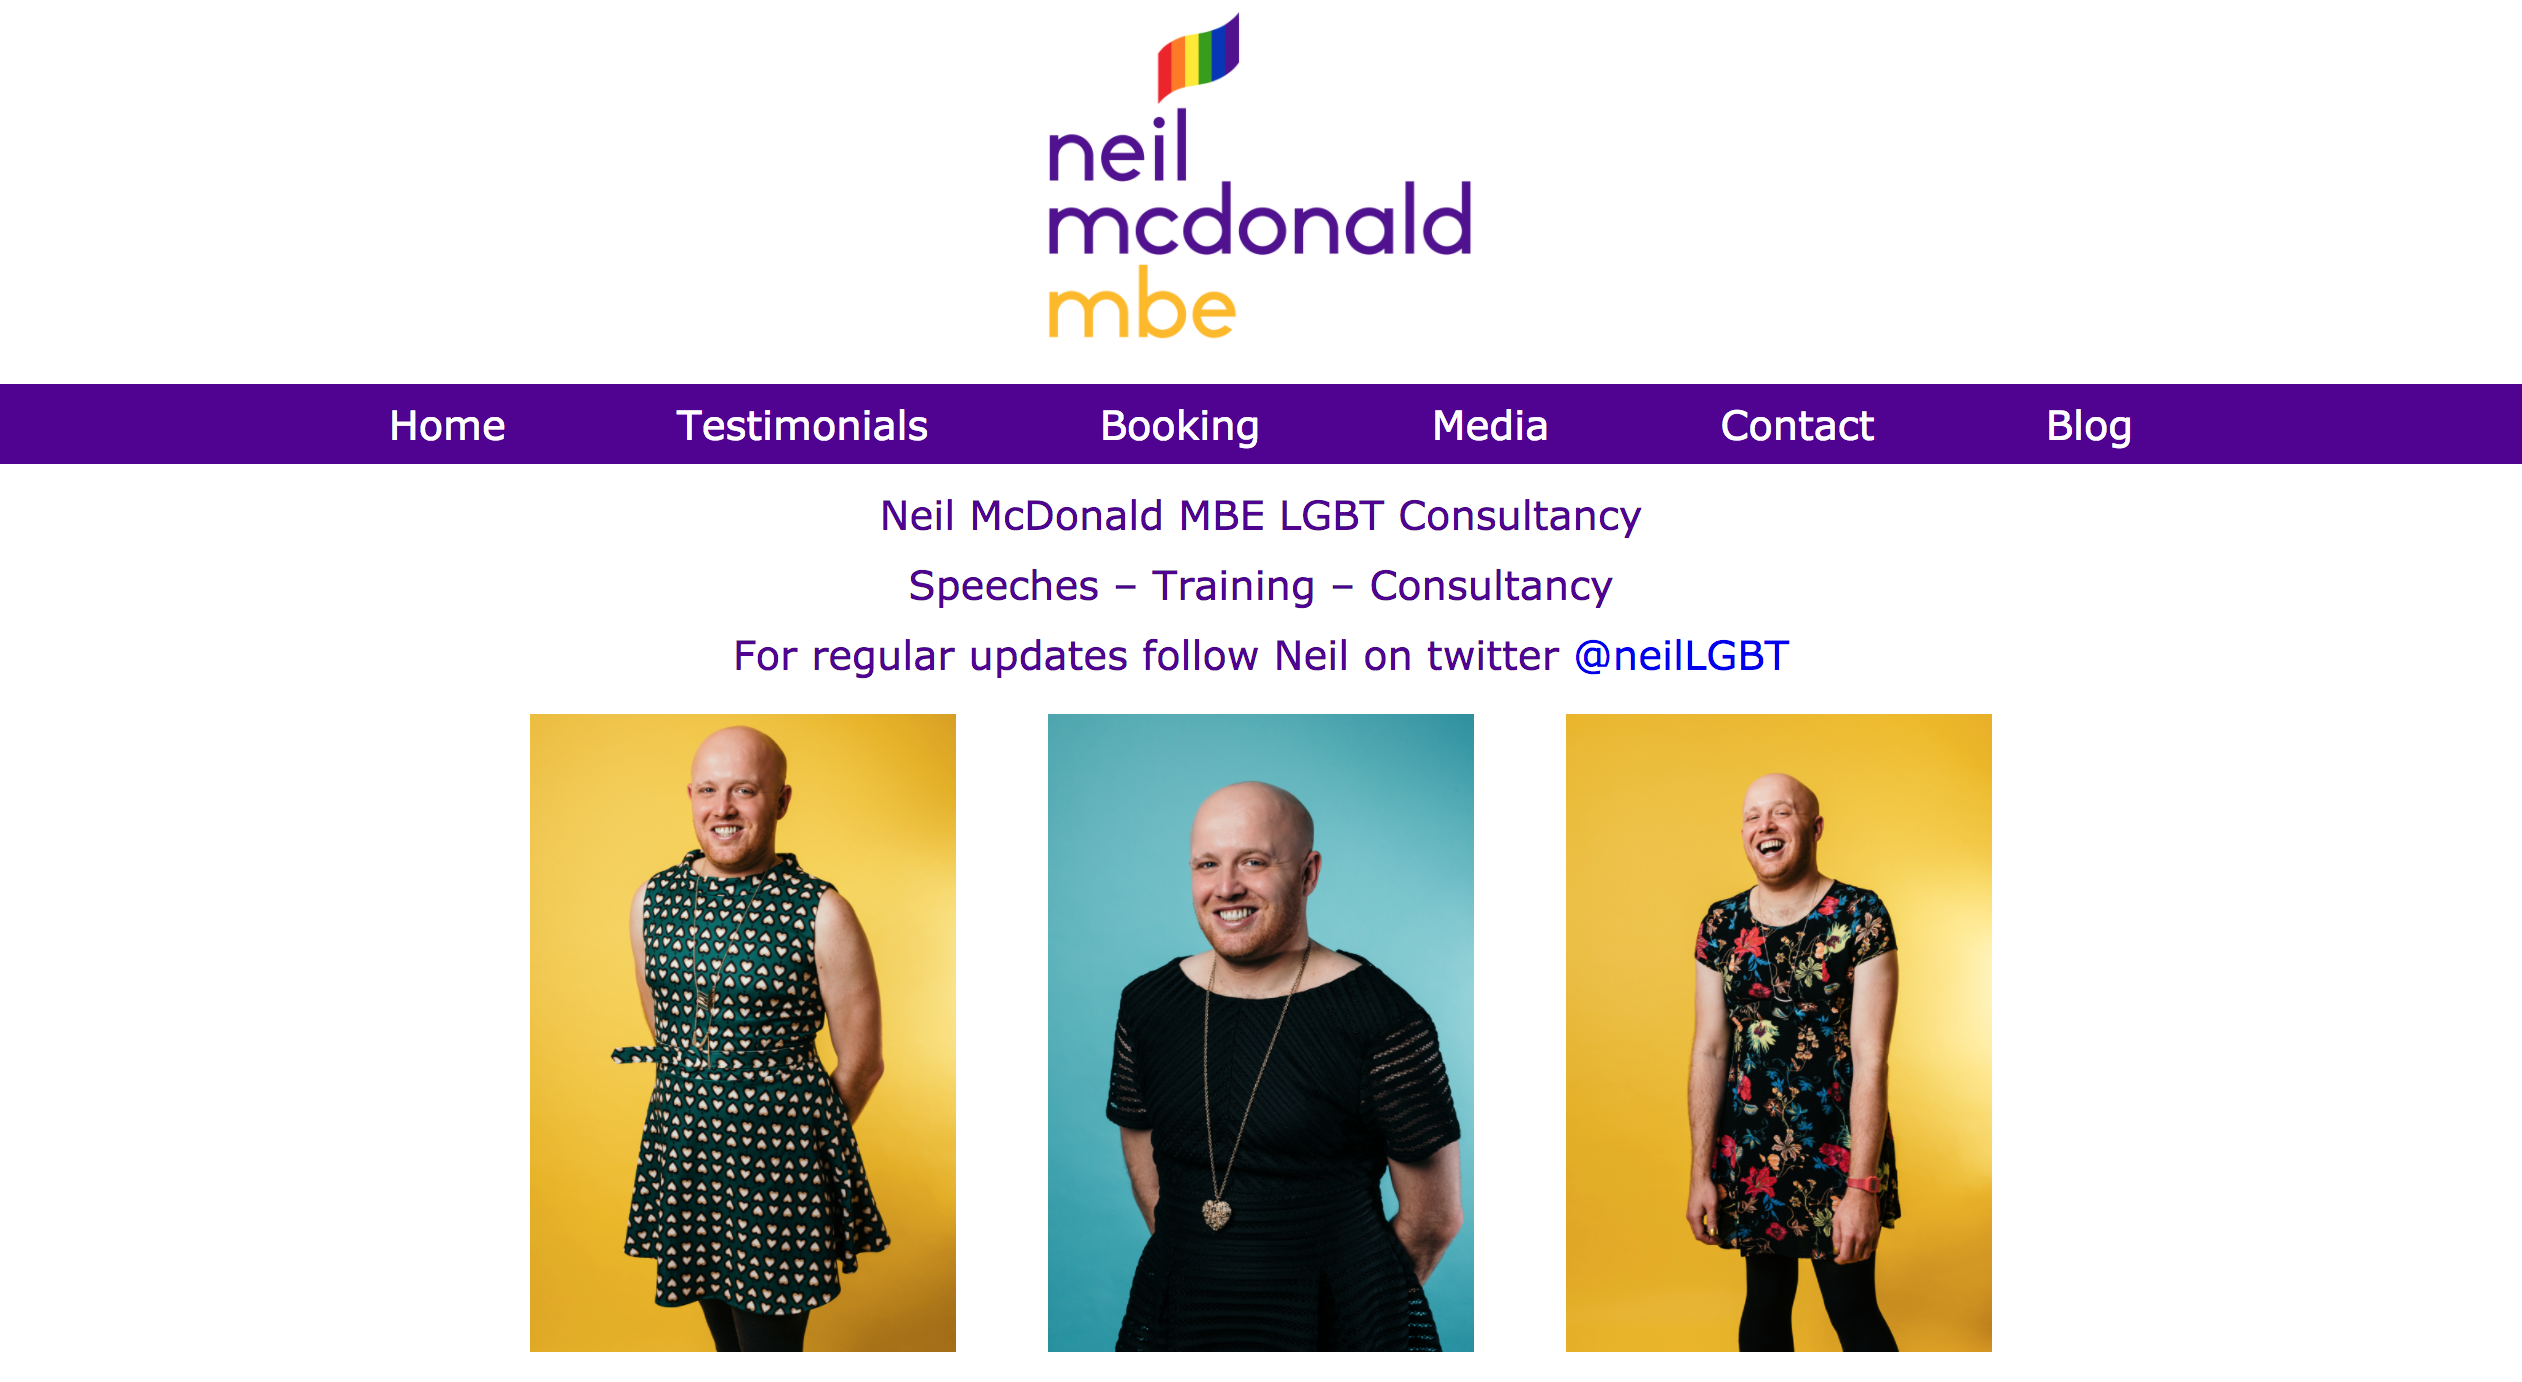 neil
mcdonald
mbe
Home Testimonials Booking Media Contact Blog
Neil McDonald MBE LGBT Consultancy
Speeches – Training – Consultancy
For regular updates follow Neil on twitter @neilLGBT